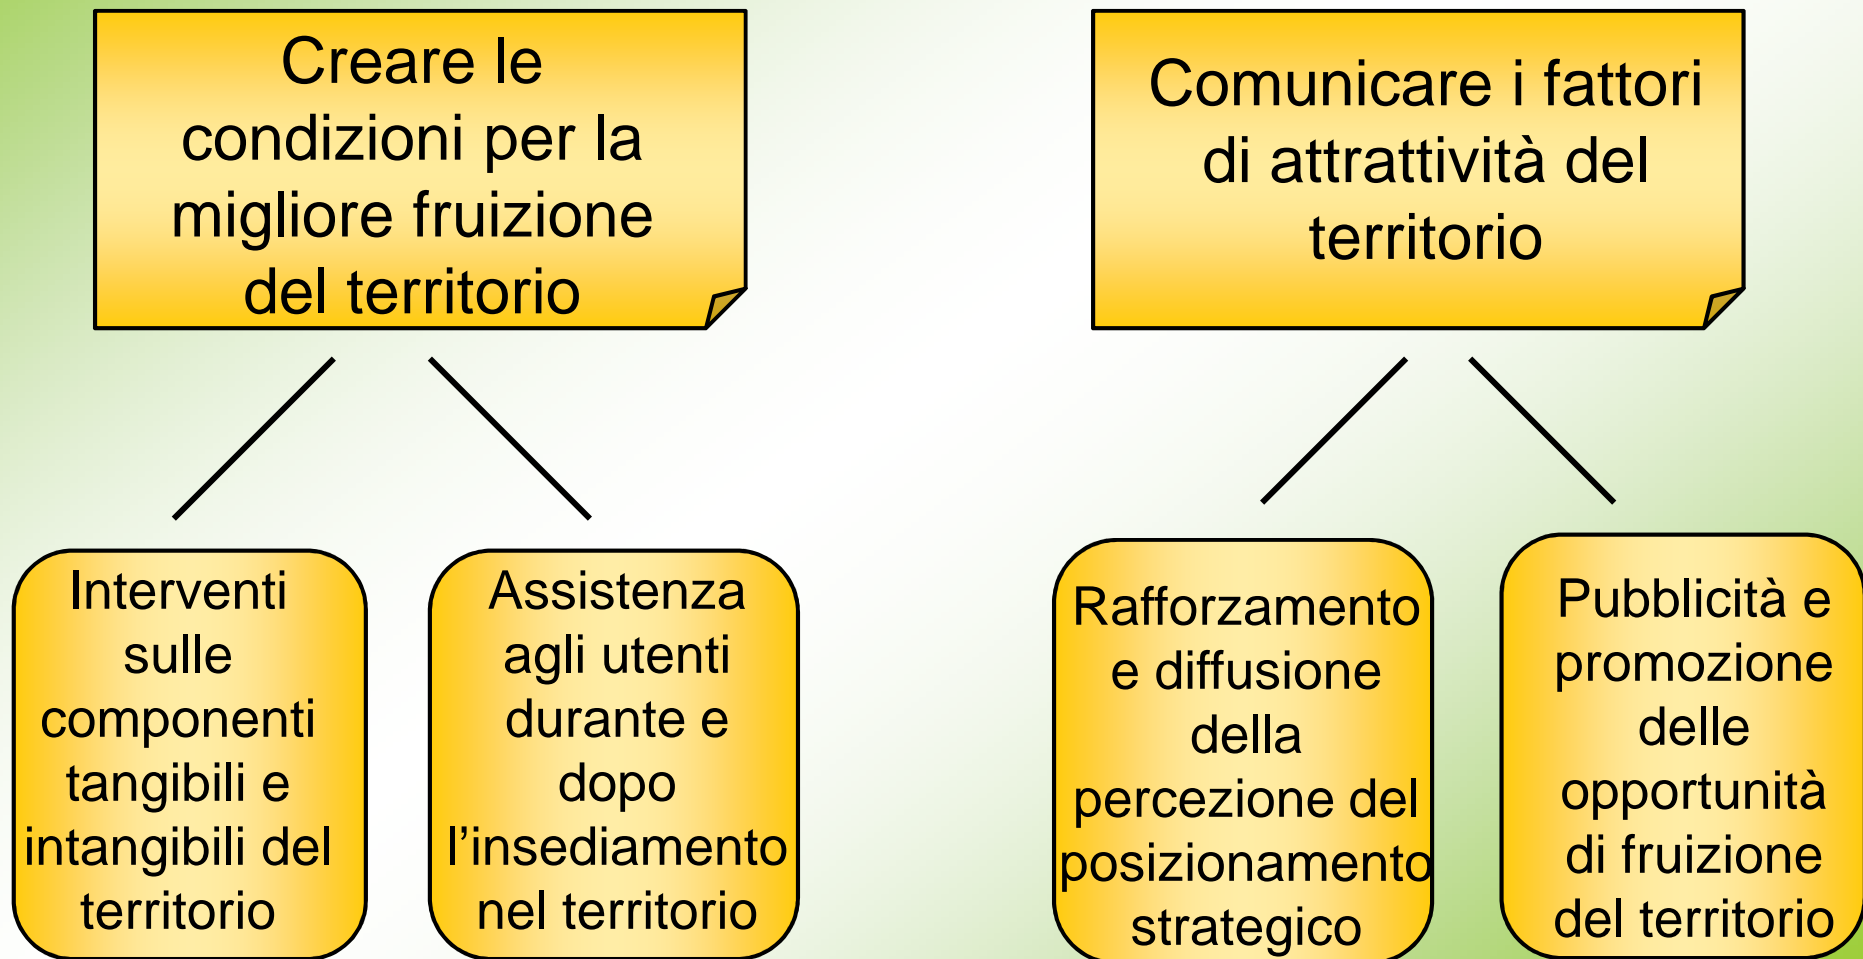 Creare le
condizioni per la
migliore fruizione
del territorio
Comunicare i fattori
di attrattività del
territorio
Interventi
sulle
componenti
tangibili e
intangibili del
territorio
Assistenza
agli utenti
durante e
dopo
l’insediamento
nel territorio
Rafforzamento
e diffusione
della
percezione del
posizionamento
strategico
Pubblicità e
promozione
delle
opportunità
di fruizione
del territorio